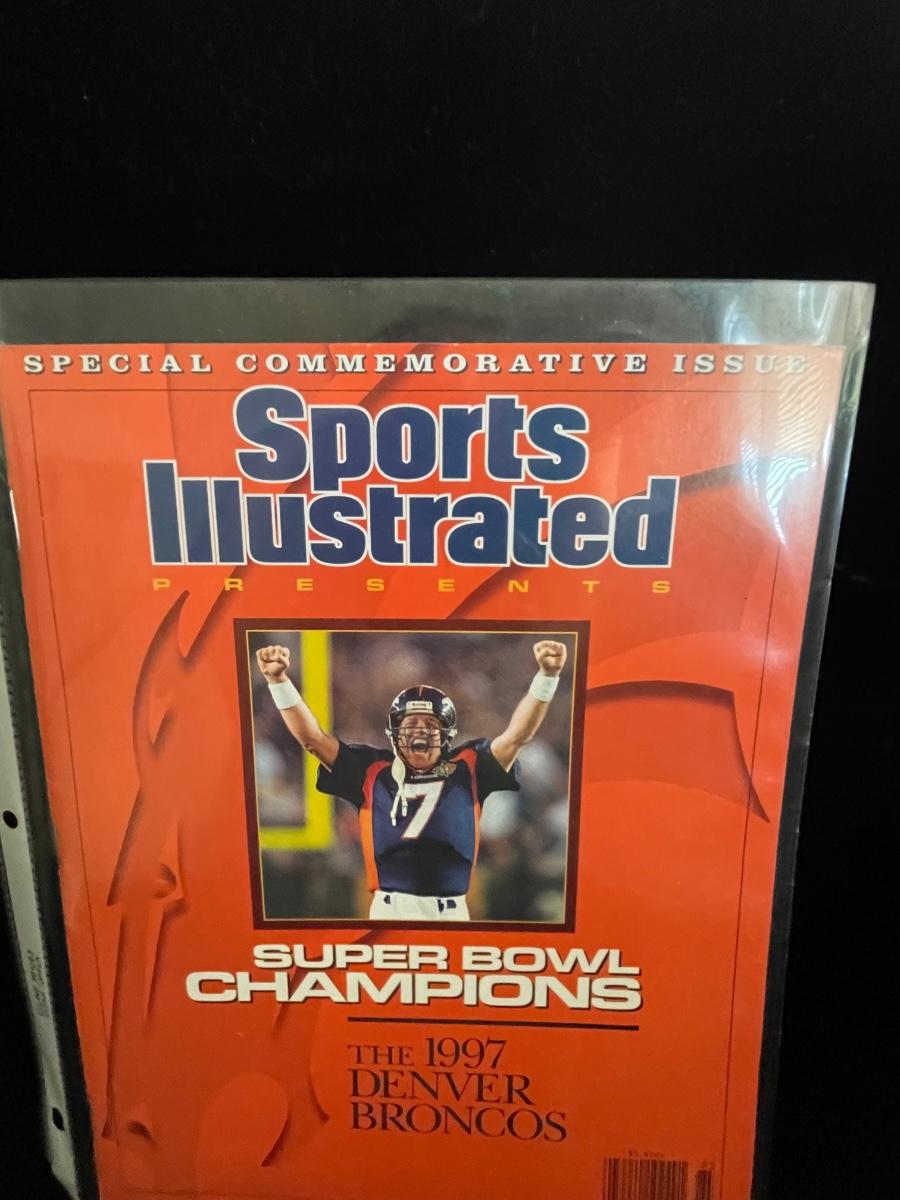 SPECIAL COMMEMORATIVE ISSUE
Sports
Illustrated
PRESENTS
7
SUPER BOWL
CHAMPIONS
THE 1997
DENVER
BRONCOS